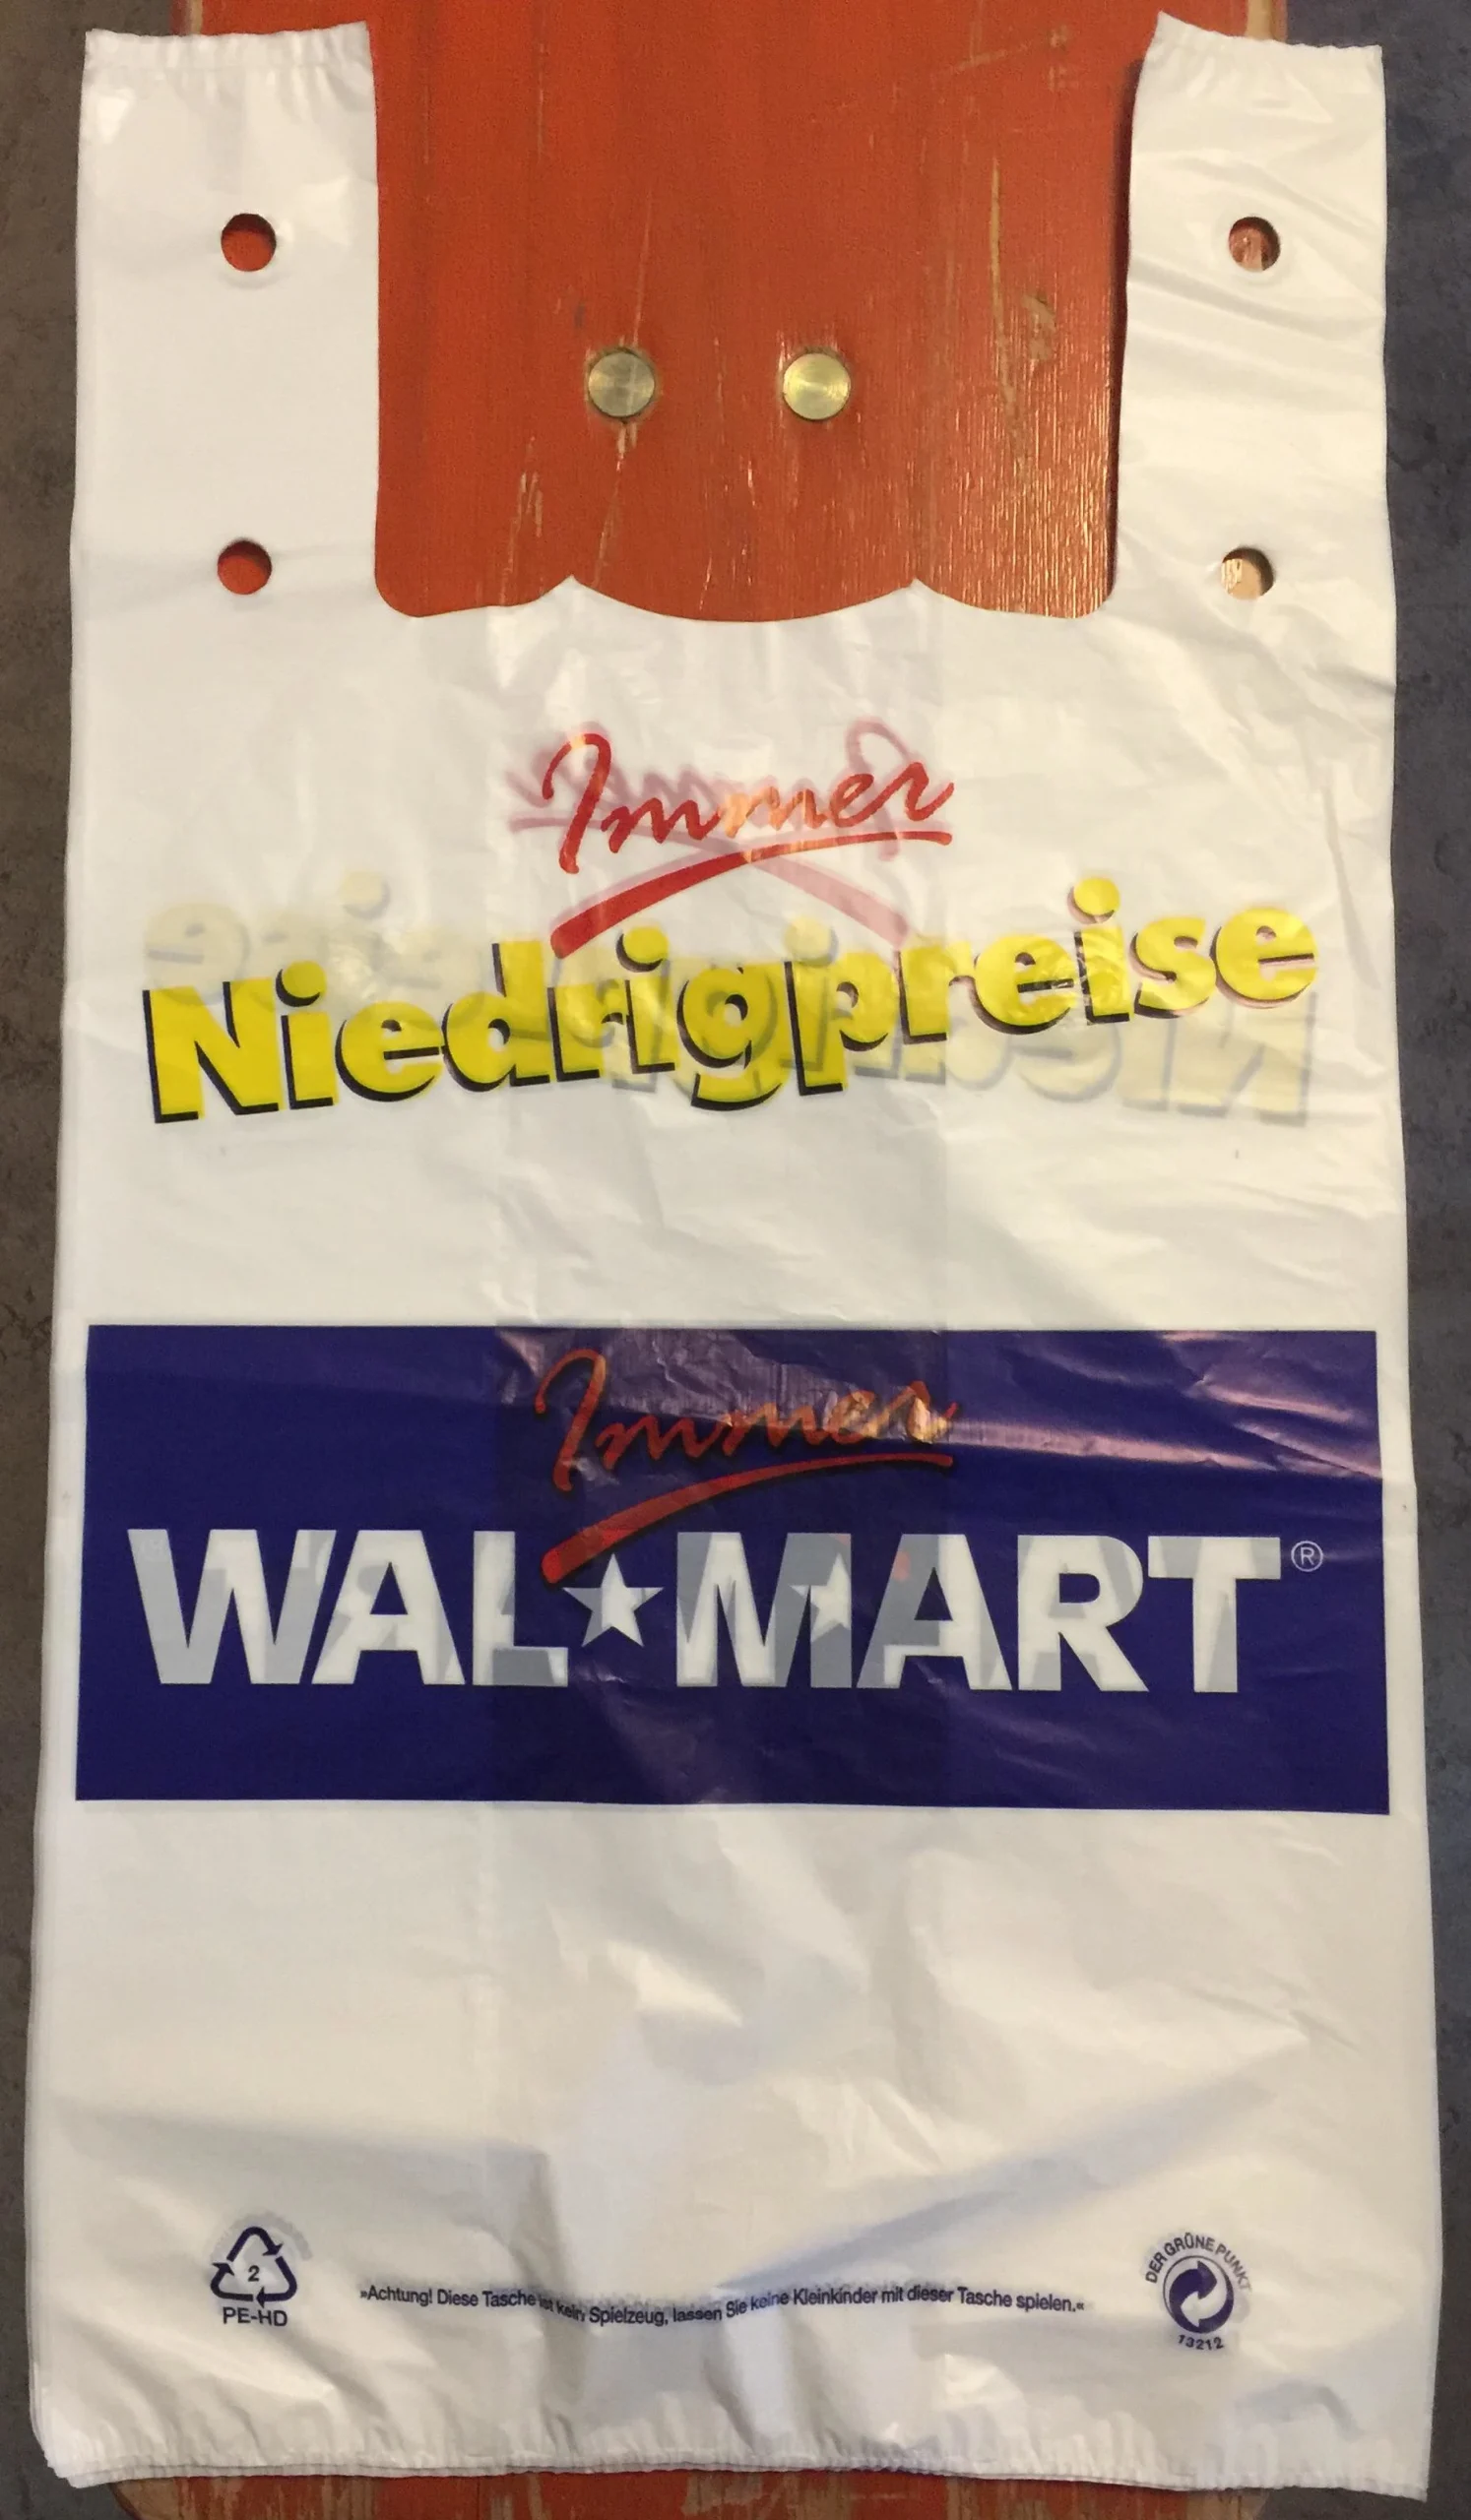 Immer
Niedrigpreise
Immer
WAL★MART®
2
PE-HD
»Achtung! Diese Tasche ist kein Spielzeug, lassen Sie keine Kleinkinder mit dieser Tasche spielen.«
DER GRÜNE PUNKT
13212